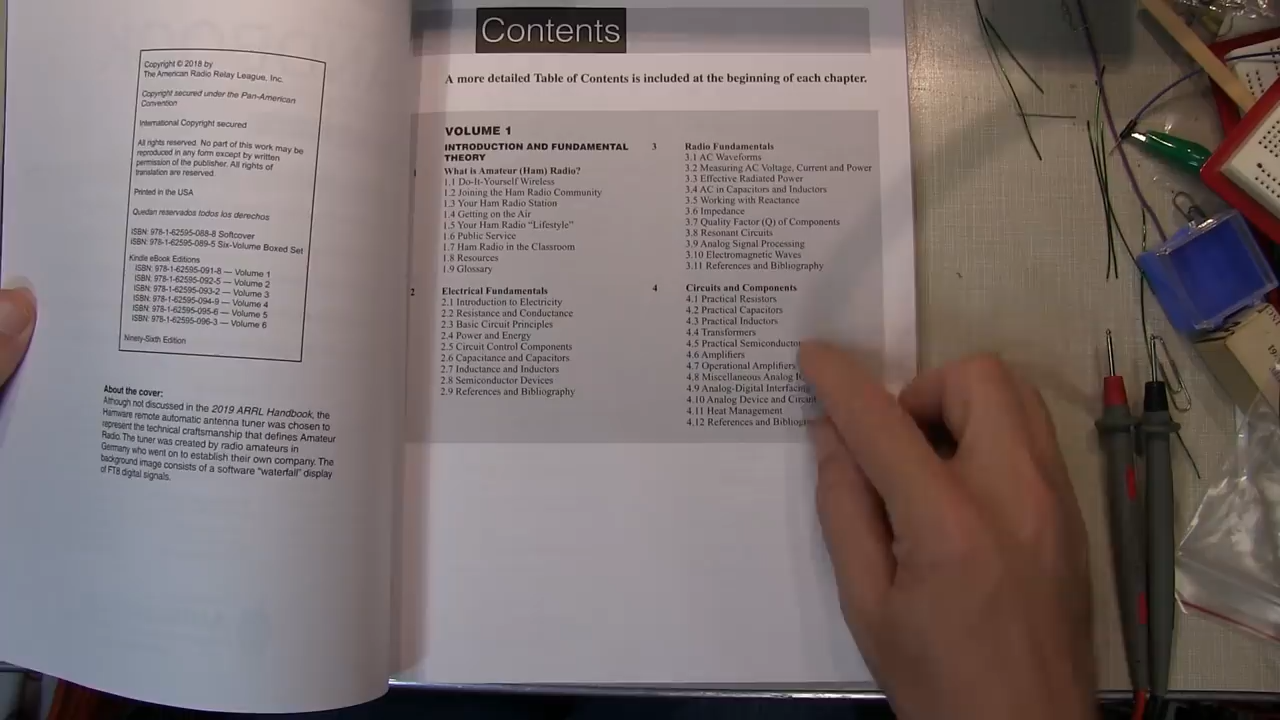 Copyright © 2018 by
The American Radio Relay League, Inc.
Copyright secured under the Pan-American
Convention
International Copyright secured
All rights reserved. No part of this work may be
reproduced in any form except by written
permission of the publisher. All rights of
translation are reserved.
Printed in the USA
Quedan reservados todos los derechos
ISBN: 978-1-62595-088-8 Softcover
ISBN: 978-1-62595-089-5 Six-Volume Boxed Set
Kindle eBook Editions
ISBN: 978-1-62595-091-8 — Volume 1
ISBN: 978-1-62595-092-5 — Volume 2
ISBN: 978-1-62595-093-2 — Volume 3
ISBN: 978-1-62595-094-9 — Volume 4
ISBN: 978-1-62595-095-6 — Volume 5
ISBN: 978-1-62595-096-3 — Volume 6
Ninety-Sixth Edition
About the cover:
Although not discussed in the 2019 ARRL Handbook, the
Hamware remote automatic antenna tuner was chosen to
represent the technical craftsmanship that defines Amateur
Radio. The tuner was created by radio amateurs in
Germany who went on to establish their own company. The
background image consists of a software "waterfall" display
of FT8 digital signals.
Contents
A more detailed Table of Contents is included at the beginning of each chapter.
VOLUME 1
INTRODUCTION AND FUNDAMENTAL
THEORY
1 What is Amateur (Ham) Radio?
1.1 Do-It-Yourself Wireless
1.2 Joining the Ham Radio Community
1.3 Your Ham Radio Station
1.4 Getting on the Air
1.5 Your Ham Radio "Lifestyle"
1.6 Public Service
1.7 Ham Radio in the Classroom
1.8 Resources
1.9 Glossary
2 Electrical Fundamentals
2.1 Introduction to Electricity
2.2 Resistance and Conductance
2.3 Basic Circuit Principles
2.4 Power and Energy
2.5 Circuit Control Components
2.6 Capacitance and Capacitors
2.7 Inductance and Inductors
2.8 Semiconductor Devices
2.9 References and Bibliography
3 Radio Fundamentals
3.1 AC Waveforms
3.2 Measuring AC Voltage, Current and Power
3.3 Effective Radiated Power
3.4 AC in Capacitors and Inductors
3.5 Working with Reactance
3.6 Impedance
3.7 Quality Factor (Q) of Components
3.8 Resonant Circuits
3.9 Analog Signal Processing
3.10 Electromagnetic Waves
3.11 References and Bibliography
4 Circuits and Components
4.1 Practical Resistors
4.2 Practical Capacitors
4.3 Practical Inductors
4.4 Transformers
4.5 Practical Semiconductor
4.6 Amplifiers
4.7 Operational Amplifiers
4.8 Miscellaneous Analog
4.9 Analog-Digital Interfacing
4.10 Analog Device and
4.11 Heat Management
4.12 References and